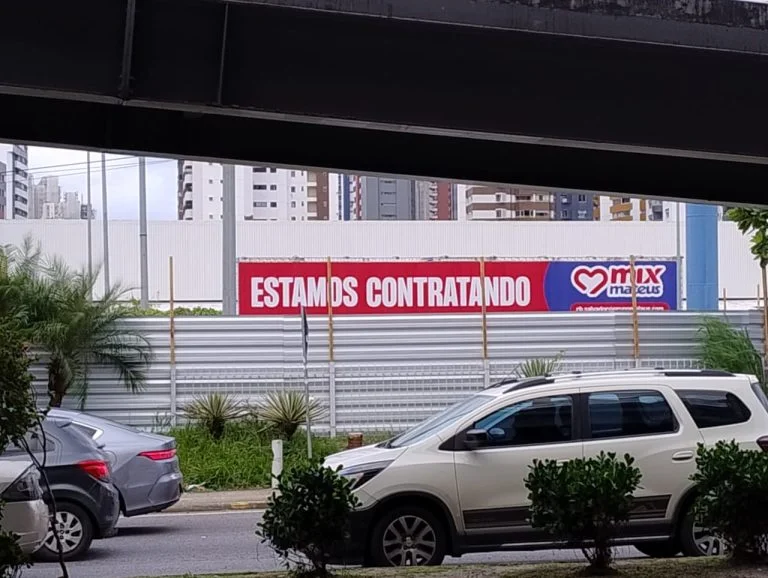 ESTAMOS CONTRATANDO
mix
mateus